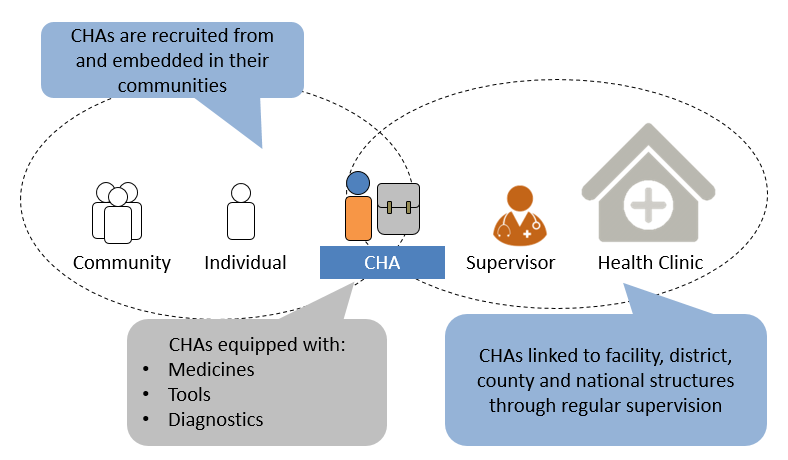 CHAs are recruited from
and embedded in their
communities
Community
Individual
CHA
Supervisor
Health Clinic
CHAs equipped with:
• Medicines
• Tools
• Diagnostics
CHAs linked to facility, district,
county and national structures
through regular supervision